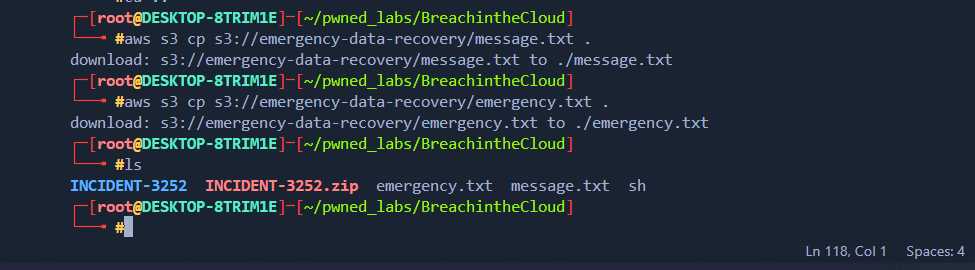 ┌─[root@DESKTOP-8TRIM1E]─[~/pwned_labs/BreachintheCloud]
└──╼ #aws s3 cp s3://emergency-data-recovery/message.txt .
download: s3://emergency-data-recovery/message.txt to ./message.txt
┌─[root@DESKTOP-8TRIM1E]─[~/pwned_labs/BreachintheCloud]
└──╼ #aws s3 cp s3://emergency-data-recovery/emergency.txt .
download: s3://emergency-data-recovery/emergency.txt to ./emergency.txt
┌─[root@DESKTOP-8TRIM1E]─[~/pwned_labs/BreachintheCloud]
└──╼ #ls
INCIDENT-3252  INCIDENT-3252.zip  emergency.txt  message.txt  sh
┌─[root@DESKTOP-8TRIM1E]─[~/pwned_labs/BreachintheCloud]
└──╼ #
Ln 118, Col 1 Spaces: 4